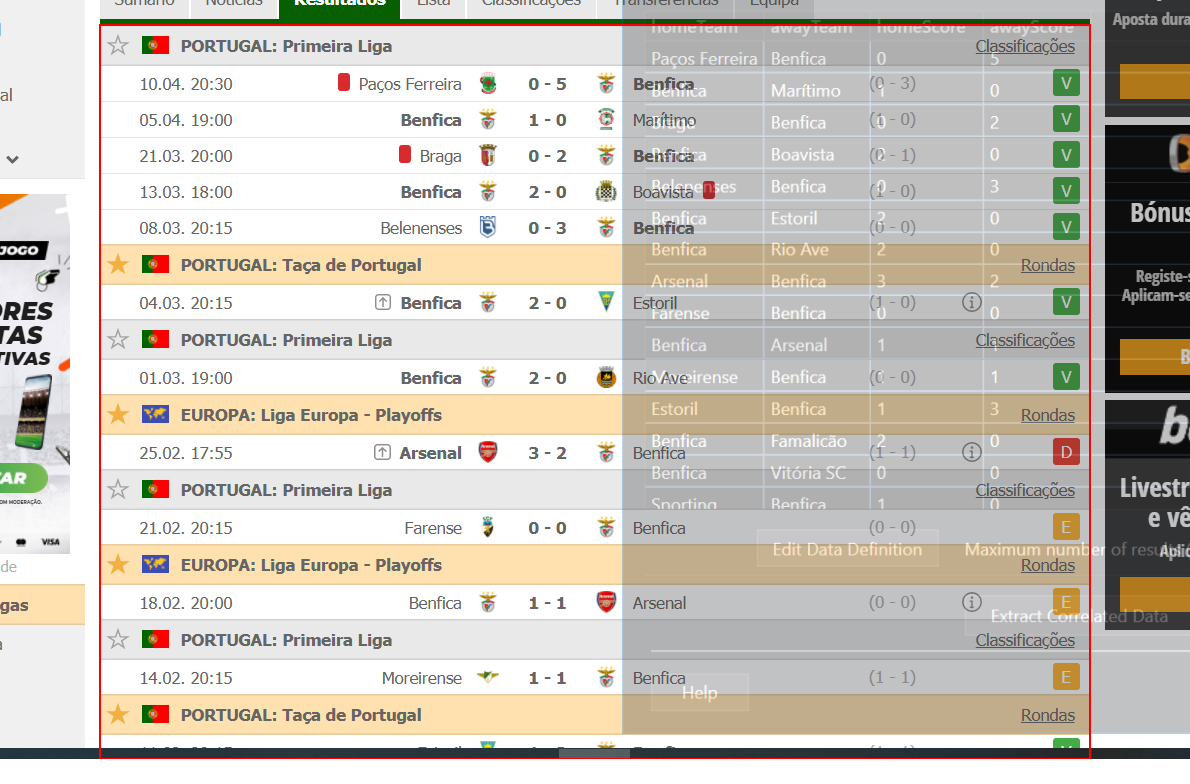 Sumário Notícias Resultados Lista Classificações Transferências Equipa
homeTeam awayTeam homeScore awayScore
PORTUGAL: Primeira Liga Classificações
Paços Ferreira Benfica 0 5
10.04. 20:30 Paços Ferreira 0 - 5 Benfica (0 - 3) V
Benfica Marítimo 1 0
05.04. 19:00 Benfica 1 - 0 Marítimo (1 - 0) V
Braga Benfica 0 2
21.03. 20:00 Braga 0 - 2 Benfica (0 - 1) V
Benfica Boavista 2 0
13.03. 18:00 Benfica 2 - 0 Boavista (1 - 0) V
Belenenses Benfica 0 3
08.03. 20:15 Belenenses 0 - 3 Benfica (0 - 0) V
Benfica Estoril 2 0
PORTUGAL: Taça de Portugal Rondas
Benfica Rio Ave 2 0
04.03. 20:15 Benfica 2 - 0 Estoril (1 - 0) V
Arsenal Benfica 3 2
Farense Benfica 0 0
PORTUGAL: Primeira Liga Classificações
Benfica Arsenal 1 1
01.03. 19:00 Benfica 2 - 0 Rio Ave (0 - 0) V
Moreirense Benfica 1 1
EUROPA: Liga Europa - Playoffs Rondas
Estoril Benfica 1 3
25.02. 17:55 Arsenal 3 - 2 Benfica (1 - 1) D
Benfica Famalicão 2 0
PORTUGAL: Primeira Liga Classificações
Benfica Vitória SC 0 0
Sporting Benfica 1 0
21.02. 20:15 Farense 0 - 0 Benfica (0 - 0) E
Edit Data Definition Maximum number of results
EUROPA: Liga Europa - Playoffs Rondas
18.02. 20:00 Benfica 1 - 1 Arsenal (0 - 0) E
Extract Correlated Data
PORTUGAL: Primeira Liga Classificações
14.02. 20:15 Moreirense 1 - 1 Benfica (1 - 1) E
Help
PORTUGAL: Taça de Portugal Rondas
al
JOGO
ORES
TAS
TIVAS
AR
COM MODERAÇÃO.
VISA
de
gas
Aposta dura
Bónus
Registe-s
Aplicam-se
B
b
Livestr
e vê
Aplic